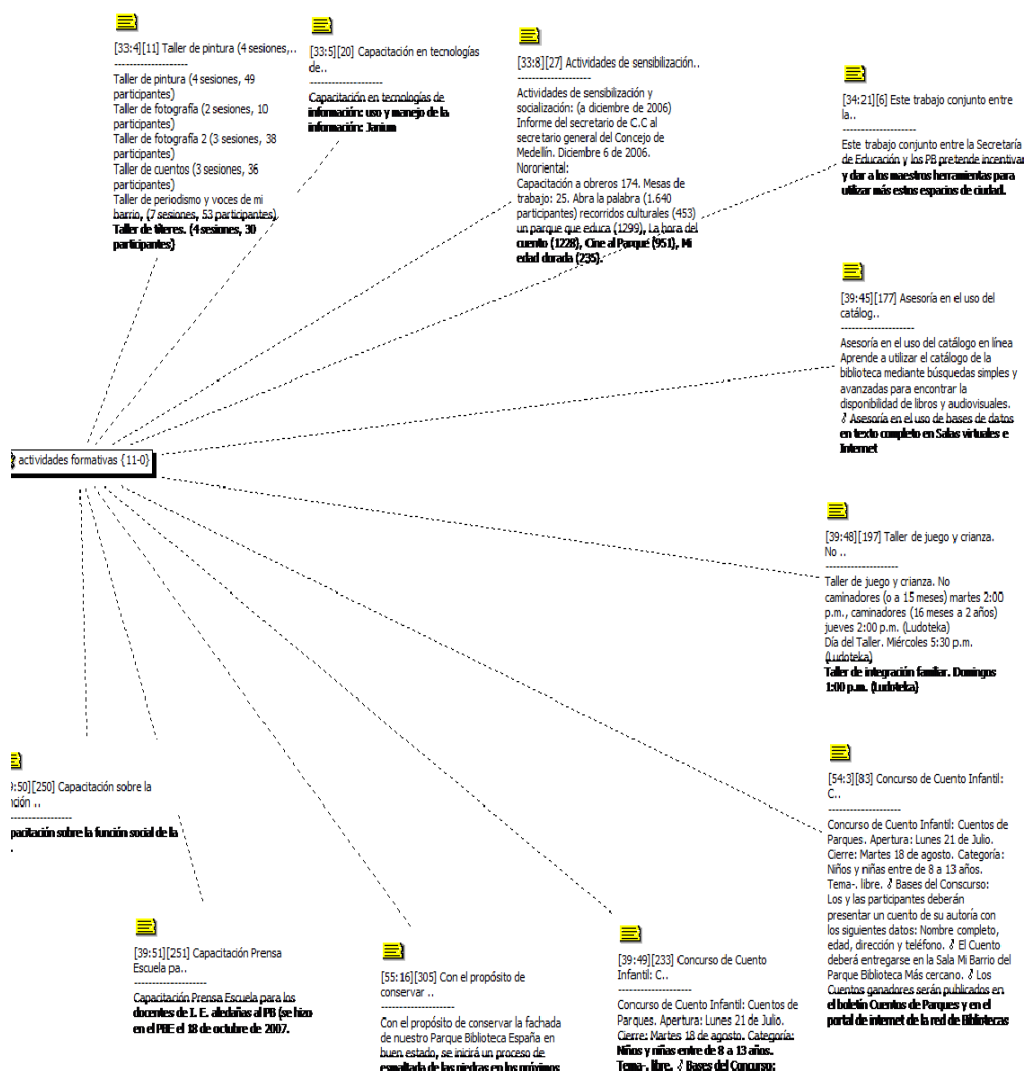 [33:4][11] Taller de pintura (4 sesiones,..
--------------------
Taller de pintura (4 sesiones, 49
participantes)
Taller de fotografía (2 sesiones, 10
participantes)
Taller de fotografía 2 (3 sesiones, 38
participantes)
Taller de cuentos (3 sesiones, 36
participantes)
Taller de periodismo y voces de mi
barrio, (7 sesiones, 53 participantes).
Taller de títeres. (4 sesiones, 30
participantes)
[33:5][20] Capacitación en tecnologías
de..
--------------------
Capacitación en tecnologías de
información: uso y manejo de la
información: Janium
[33:8][27] Actividades de sensibilización..
--------------------
Actividades de sensibilización y
socialización: (a diciembre de 2006)
Informe del secretario de C.C al
secretario general del Concejo de
Medellín. Diciembre 6 de 2006.
Nororiental:
Capacitación a obreros 174. Mesas de
trabajo: 25. Abra la palabra (1.640
participantes) recorridos culturales (453)
un parque que educa (1299), La hora del
cuento (1228), Cine al Parque (951), Mi
edad dorada (235).
[34:21][6] Este trabajo conjunto entre
la..
--------------------
Este trabajo conjunto entre la Secretaría
de Educación y los PB pretende incentivar
y dar a los maestros herramientas para
utilizar más estos espacios de ciudad.
[39:45][177] Asesoría en el uso del
catálog..
--------------------
Asesoría en el uso del catálogo en línea
Aprende a utilizar el catálogo de la
biblioteca mediante búsquedas simples y
avanzadas para encontrar la
disponibilidad de libros y audiovisuales.
Asesoría en el uso de bases de datos
en texto completo en Salas virtuales e
Internet
actividades formativas {11-0}
[39:48][197] Taller de juego y crianza.
No ..
--------------------
Taller de juego y crianza. No
caminadores (o a 15 meses) martes 2:00
p.m., caminadores (16 meses a 2 años)
jueves 2:00 p.m. (Ludoteka)
Día del Taller. Miércoles 5:30 p.m.
(Ludoteka)
Taller de integración familiar. Domingos
1:00 p.m. (Ludoteka)
:50][250] Capacitación sobre la
nción ..
--------------------
pacitación sobre la función social de la
.
[54:3][83] Concurso de Cuento Infantil:
C..
--------------------
Concurso de Cuento Infantil: Cuentos de
Parques. Apertura: Lunes 21 de Julio.
Cierre: Martes 18 de agosto. Categoría:
Niños y niñas entre de 8 a 13 años.
Tema-. libre. Bases del Conscurso:
Los y las participantes deberán
presentar un cuento de su autoría con
los siguientes datos: Nombre completo,
edad, dirección y teléfono. El Cuento
deberá entregarse en la Sala Mi Barrio del
Parque Biblioteca Más cercano. Los
Cuentos ganadores serán publicados en
el boletín Cuentos de Parques y en el
portal de internet de la red de Bibliotecas
[39:51][251] Capacitación Prensa
Escuela pa..
--------------------
Capacitación Prensa Escuela para los
docentes de I. E. aledañas al PB (se hizo
en el PBE el 18 de octubre de 2007.
[55:16][305] Con el propósito de
conservar ..
--------------------
Con el propósito de conservar la fachada
de nuestro Parque Biblioteca España en
buen estado, se inicirá un proceso de
esmaltada de las piedras en los próximos
[39:49][233] Concurso de Cuento
Infantil: C..
--------------------
Concurso de Cuento Infantil: Cuentos de
Parques. Apertura: Lunes 21 de Julio.
Cierre: Martes 18 de agosto. Categoría:
Niños y niñas entre de 8 a 13 años.
Tema-. libre. Bases del Concurso: